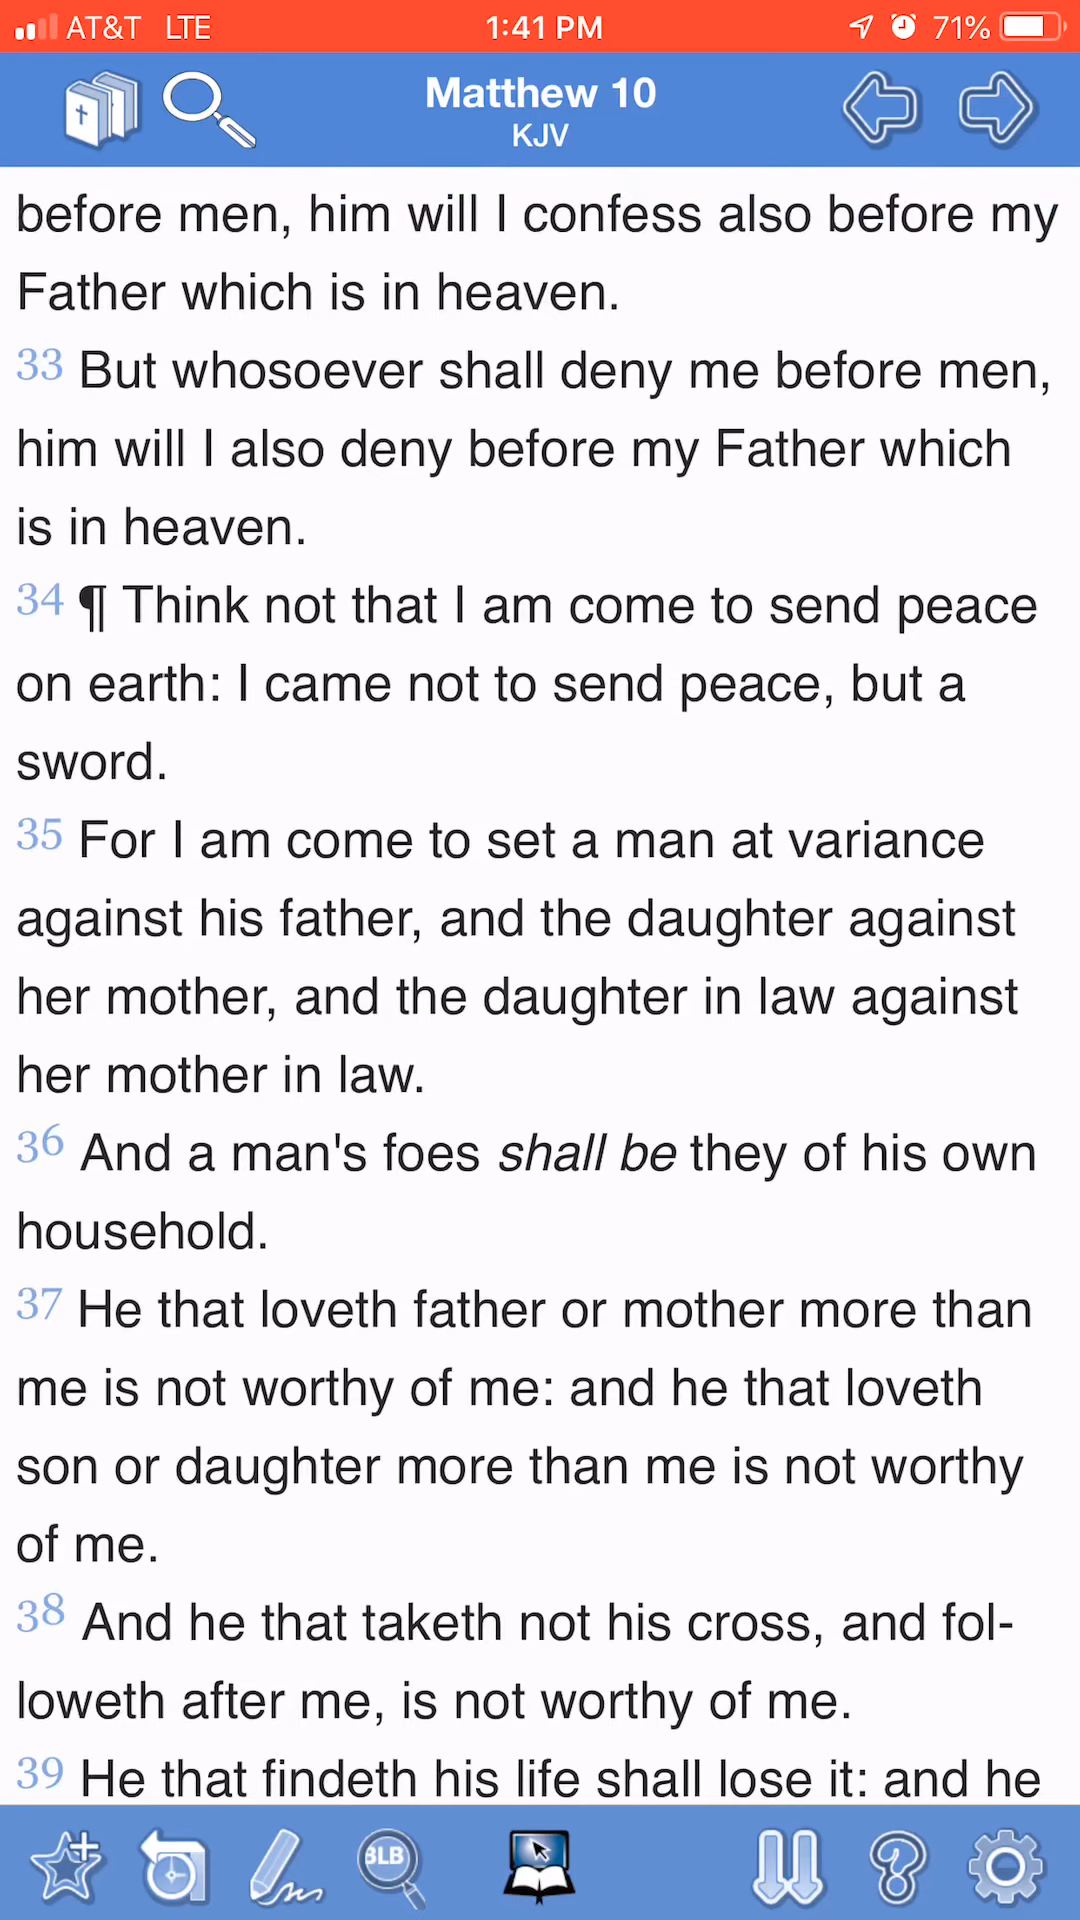 AT&T LTE 1:41 PM 71%
Matthew 10
KJV
before men, him will I confess also before my
Father which is in heaven.
33 But whosoever shall deny me before men,
him will I also deny before my Father which
is in heaven.
34 ¶ Think not that I am come to send peace
on earth: I came not to send peace, but a
sword.
35 For I am come to set a man at variance
against his father, and the daughter against
her mother, and the daughter in law against
her mother in law.
36 And a man's foes shall be they of his own
household.
37 He that loveth father or mother more than
me is not worthy of me: and he that loveth
son or daughter more than me is not worthy
of me.
38 And he that taketh not his cross, and fol-
loweth after me, is not worthy of me.
39 He that findeth his life shall lose it: and he
BLB